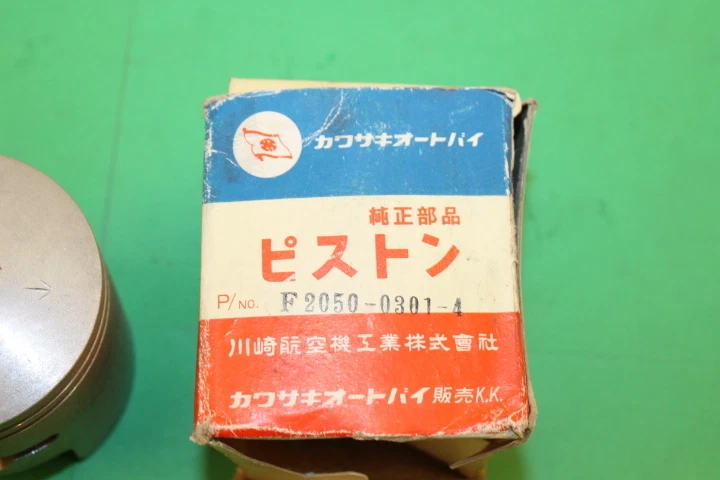 カワサキオートバイ
純正部品
ピストン
P/NO. F2050-0301-4
川崎航空機工業株式會社
カワサキオートバイ販売K.K.